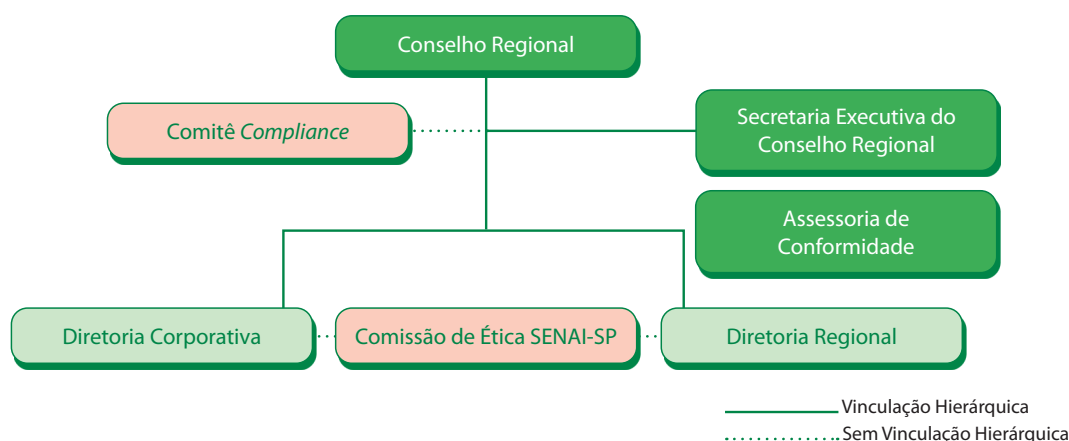 Conselho Regional
Comitê Compliance
Secretaria Executiva do
Conselho Regional
Assessoria de
Conformidade
Diretoria Corporativa
Comissão de Ética SENAI-SP
Diretoria Regional
Vinculação Hierárquica
Sem Vinculação Hierárquica